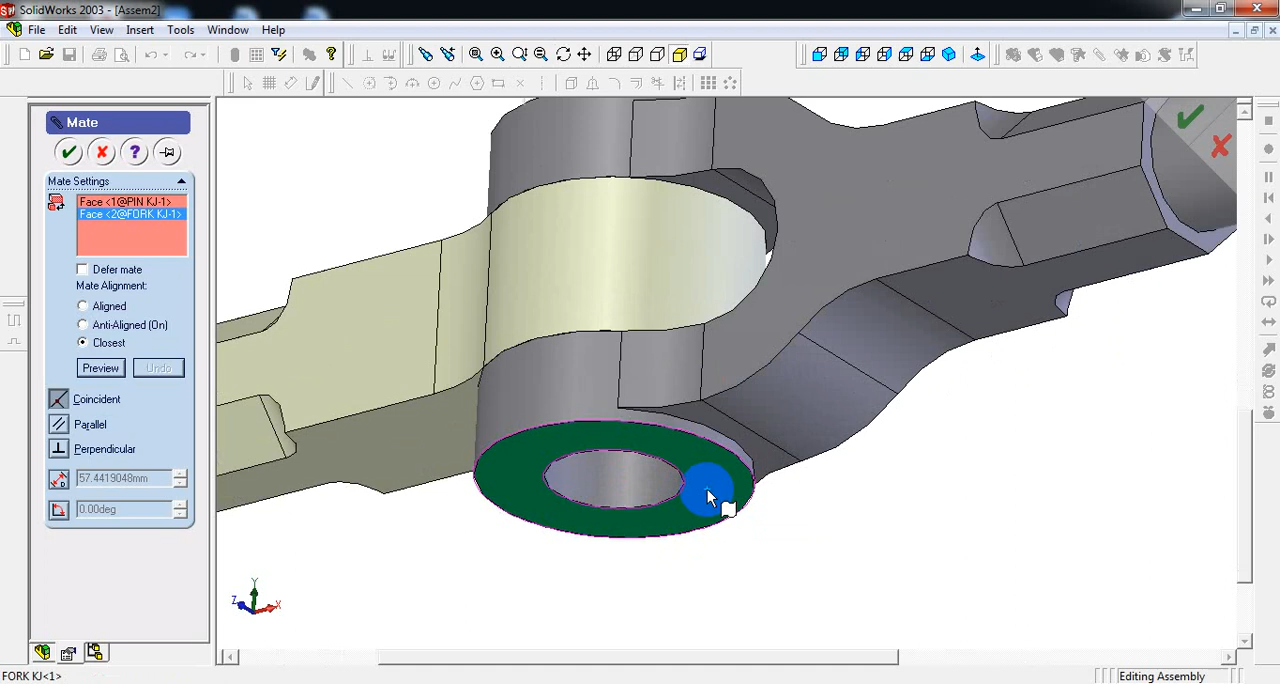 SolidWorks 2003 - [Assem2]
File Edit View Insert Tools Window Help
Mate
Mate Settings
Face <1@PIN KJ-1>
Face <2@FORK KJ-1>
Defer mate
Mate Alignment:
Aligned
Anti-Aligned (On)
Closest
Preview Undo
Coincident
Parallel
Perpendicular
57.4419048mm
0.00deg
Y
Z X
FORK KJ<1> Editing Assembly